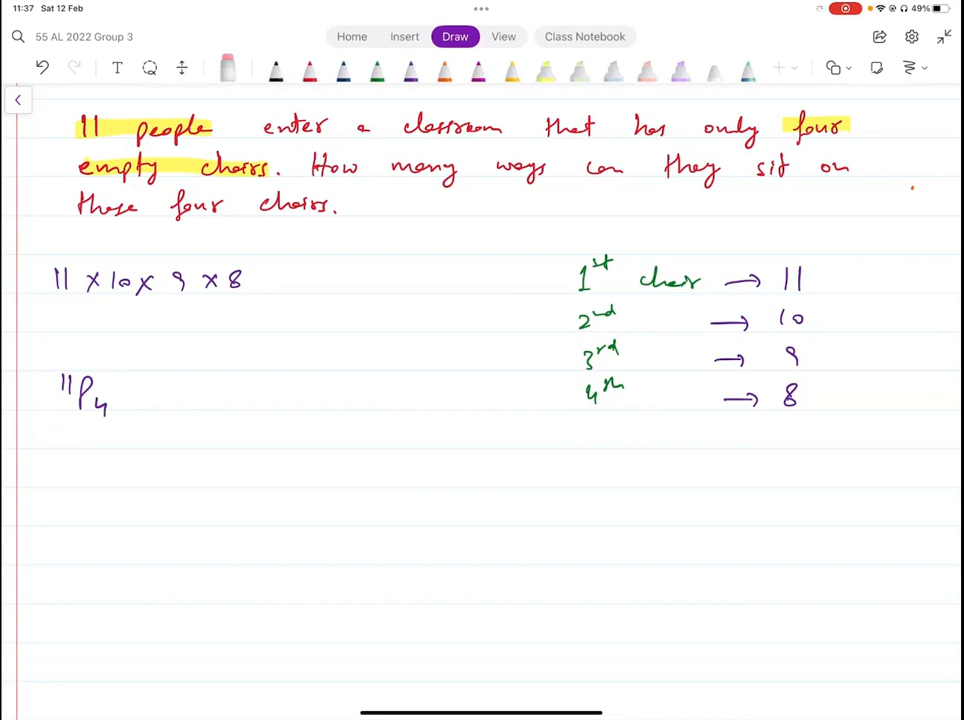 11:37 Sat 12 Feb
49%
55 AL 2022 Group 3
Home Insert Draw View Class Notebook
11 people enter a classroom that has only four
empty chairs. How many ways can they sit on
these four chairs.
11 × 10 × 9 × 8
1st chair → 11
2nd → 10
3rd → 9
4th → 8
¹¹P₄